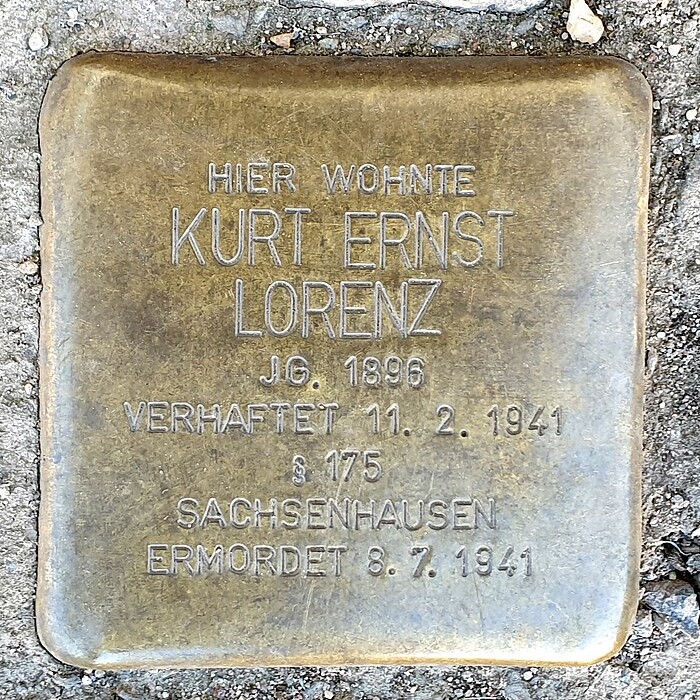 HIER WOHNTE
KURT ERNST
LORENZ
JG. 1896
VERHAFTET 11. 2. 1941
§ 175
SACHSENHAUSEN
ERMORDET 8. 7. 1941